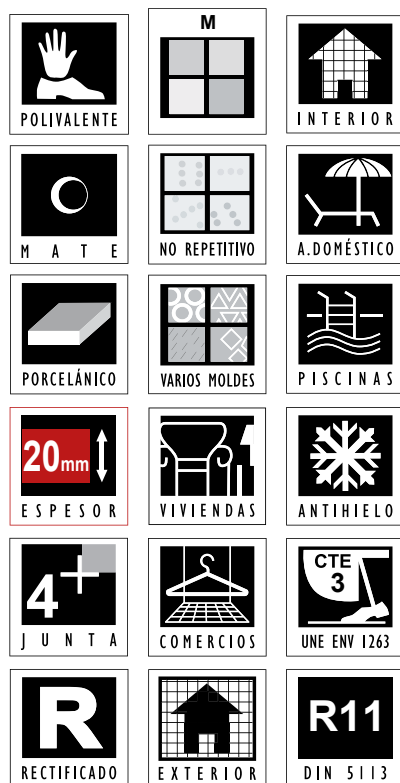 POLIVALENTE
M
INTERIOR
MATE
NO REPETITIVO
A.DOMÉSTICO
PORCELÁNICO
VARIOS MOLDES
PISCINAS
20mm
ESPESOR
VIVIENDAS
ANTIHIELO
4
JUNTA
COMERCIOS
CTE
3
UNE ENV 1263
R
RECTIFICADO
EXTERIOR
R11
DIN 5113